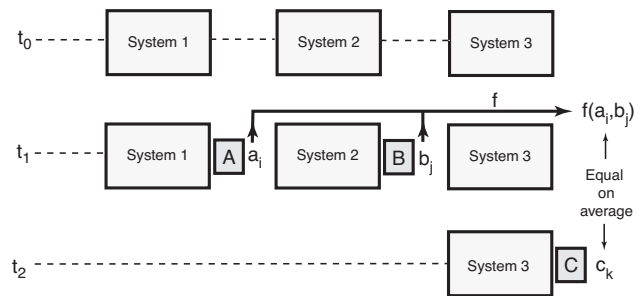 t₀ System 1 System 2 System 3
f f(aᵢ,bⱼ)
t₁ System 1 A aᵢ System 2 B bⱼ System 3
Equal
on
average
t₂ System 3 C cₖ